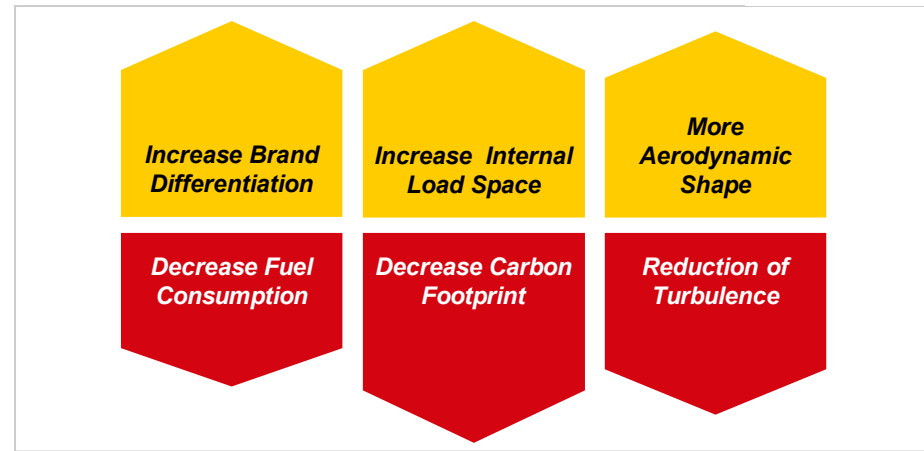 Increase Brand
Differentiation
Increase  Internal
Load Space
More
Aerodynamic
Shape
Decrease Fuel
Consumption
Decrease Carbon
Footprint
Reduction of
Turbulence